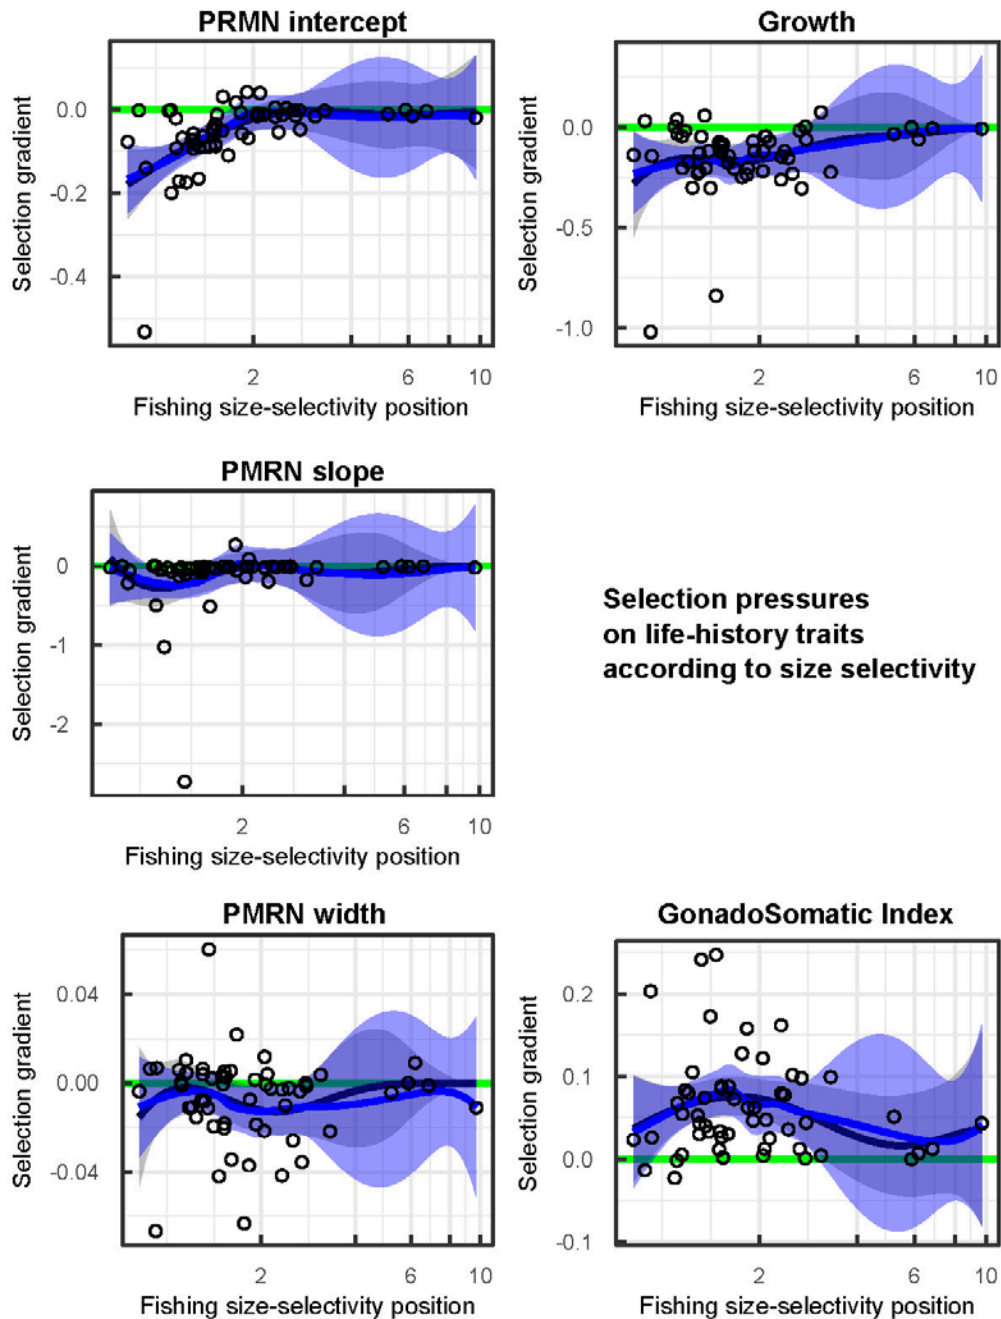 PRMN intercept
Selection gradient
0.0
-0.2
-0.4
2
6
10
Fishing size-selectivity position
Growth
Selection gradient
0.0
-0.5
-1.0
2
6
10
Fishing size-selectivity position
PMRN slope
Selection gradient
0
-1
-2
2
6
10
Fishing size-selectivity position
Selection pressures
on life-history traits
according to size selectivity
PMRN width
Selection gradient
0.04
0.00
-0.04
2
6
10
Fishing size-selectivity position
GonadoSomatic Index
Selection gradient
0.2
0.1
0.0
-0.1
2
6
10
Fishing size-selectivity position